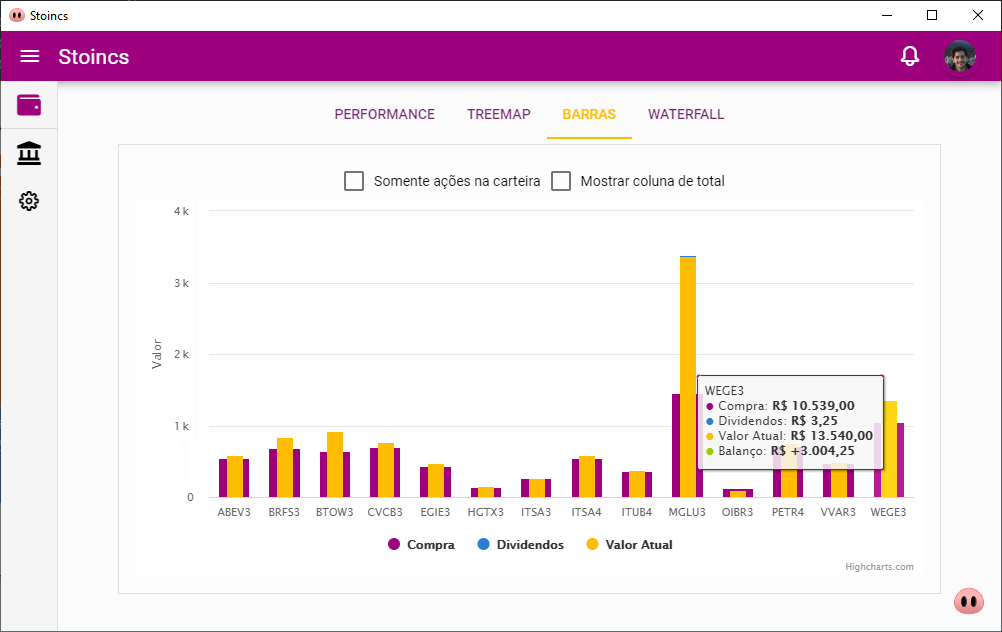 Stoincs
Stoincs
PERFORMANCE TREEMAP BARRAS WATERFALL
Somente ações na carteira Mostrar coluna de total
4 k
3 k
2 k
1 k
0
Valor
WEGE3
Compra: R$ 10.539,00
Dividendos: R$ 3,25
Valor Atual: R$ 13.540,00
Balanço: R$ +3.004,25
ABEV3 BRFS3 BTOW3 CVCB3 EGIE3 HGTX3 ITSA3 ITSA4 ITUB4 MGLU3 OIBR3 PETR4 VVAR3 WEGE3
Compra Dividendos Valor Atual
Highcharts.com